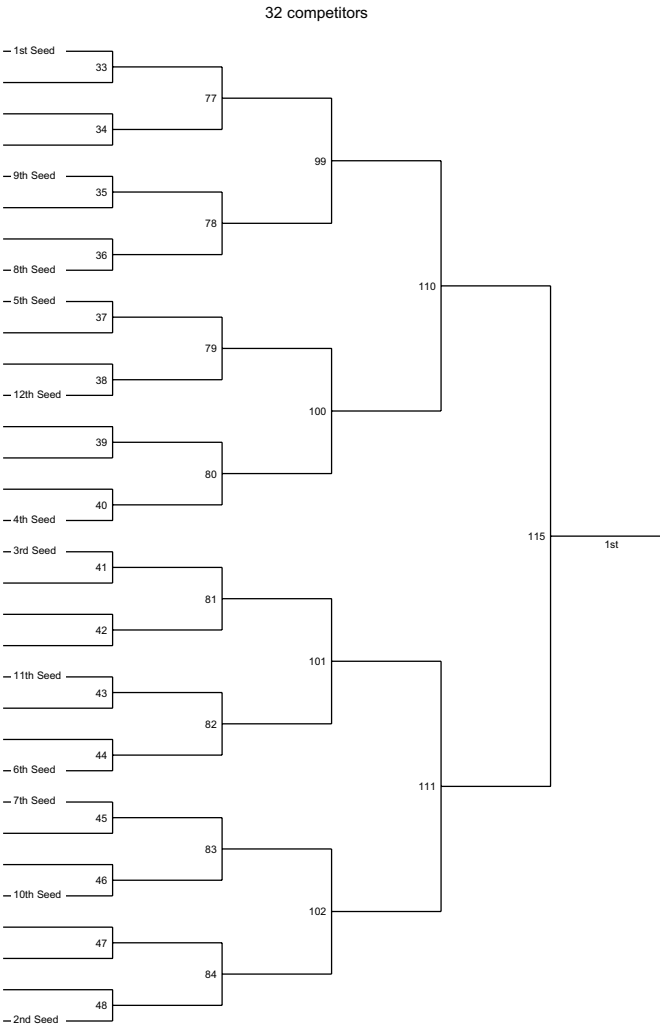 32 competitors
1st Seed
33
77
34
99
9th Seed
35
78
36
8th Seed
110
5th Seed
37
79
38
12th Seed
100
39
80
40
4th Seed
115
1st
3rd Seed
41
81
42
101
11th Seed
43
82
44
6th Seed
111
7th Seed
45
83
46
10th Seed
102
47
84
48
2nd Seed